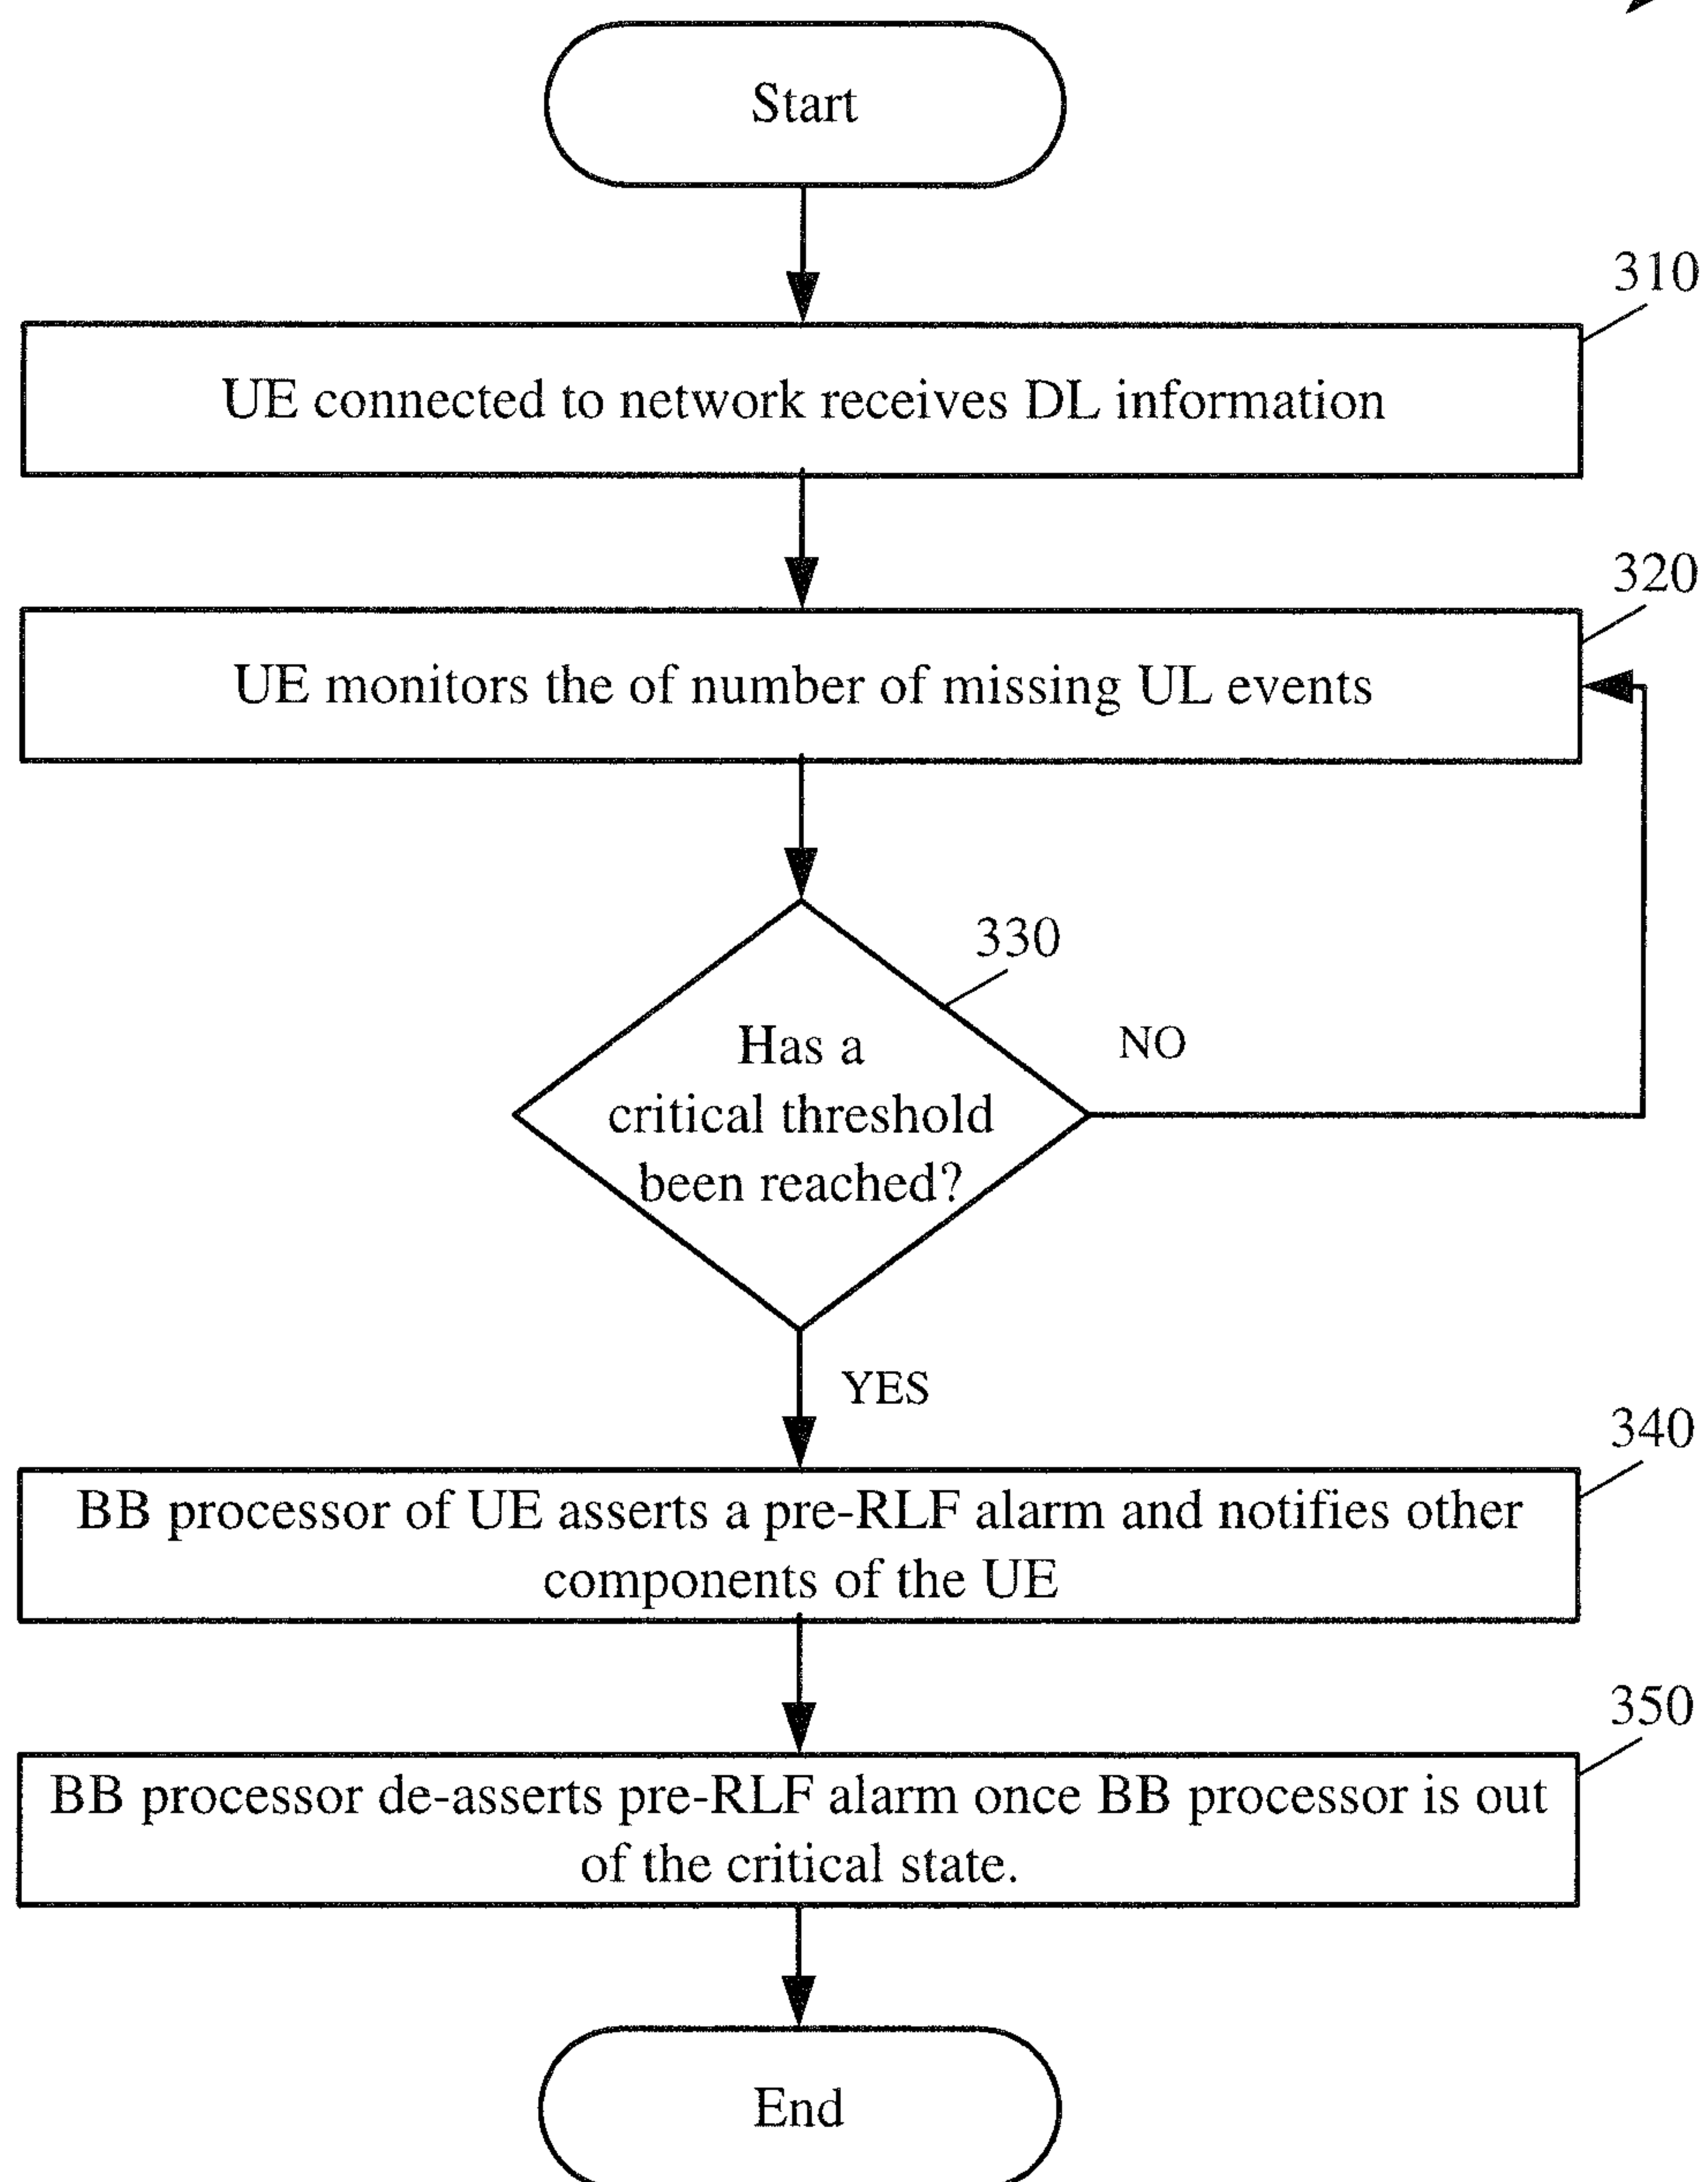 Start
310
UE connected to network receives DL information
320
UE monitors the of number of missing UL events
330
Has a
critical threshold
been reached?
NO
YES
340
BB processor of UE asserts a pre-RLF alarm and notifies other
components of the UE
350
BB processor de-asserts pre-RLF alarm once BB processor is out
of the critical state.
End